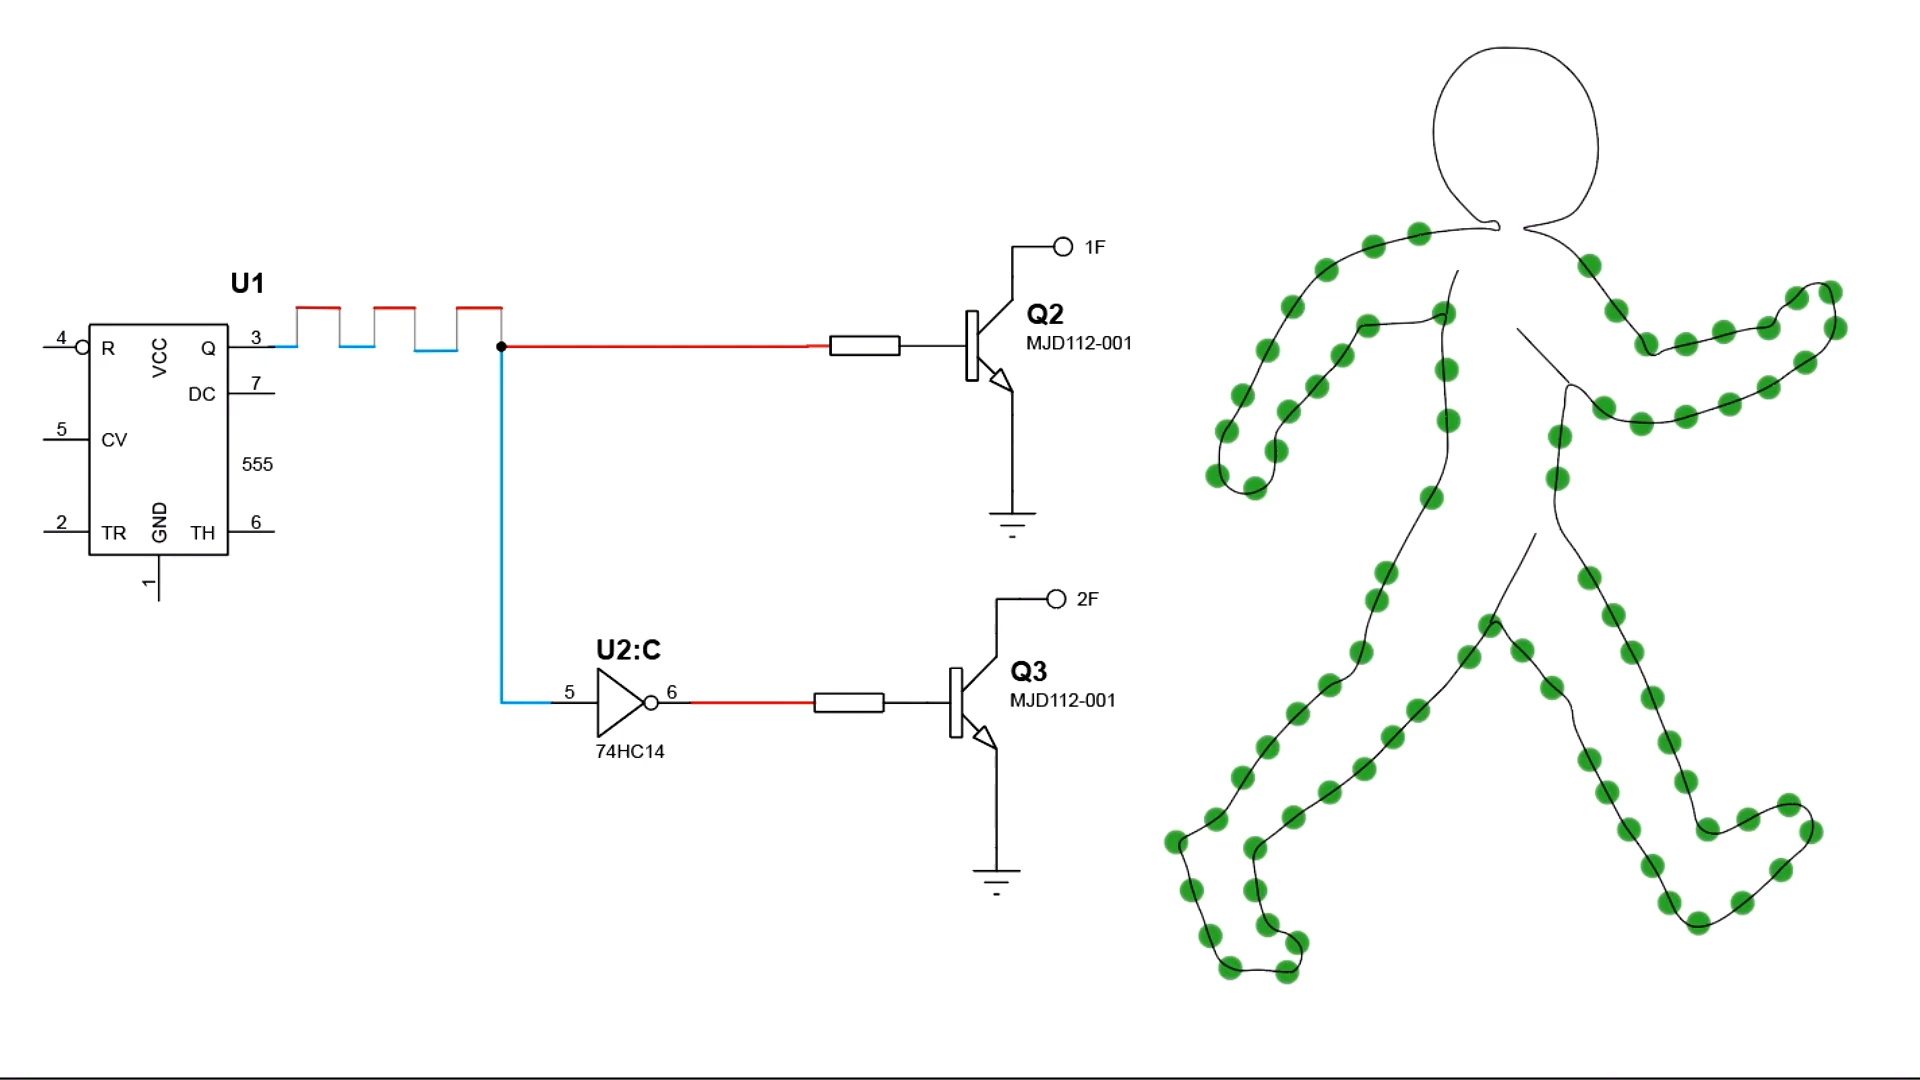 U1
4
R
VCC
Q
3
DC
7
5
CV
555
2
TR
GND
TH
6
1
1F
Q2
MJD112-001
2F
U2:C
5
6
74HC14
Q3
MJD112-001